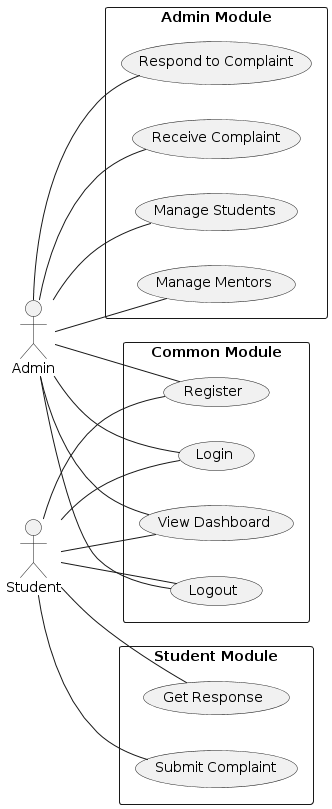 Admin Module
Respond to Complaint
Receive Complaint
Manage Students
Manage Mentors
Admin
Common Module
Register
Login
View Dashboard
Logout
Student
Student Module
Get Response
Submit Complaint